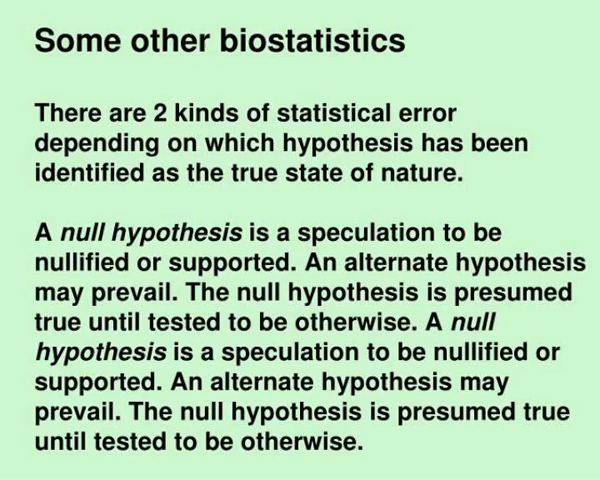 Some other biostatistics
There are 2 kinds of statistical error
depending on which hypothesis has been
identified as the true state of nature.
A null hypothesis is a speculation to be
nullified or supported. An alternate hypothesis
may prevail. The null hypothesis is presumed
true until tested to be otherwise. A null
hypothesis is a speculation to be nullified or
supported. An alternate hypothesis may
prevail. The null hypothesis is presumed true
until tested to be otherwise.